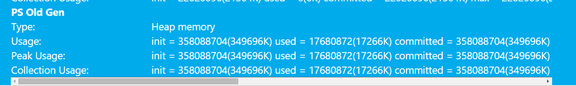 PS Old Gen
Type: Heap memory
Usage: init = 358088704(349696K) used = 17680872(17266K) committed = 358088704(349696K)
Peak Usage: init = 358088704(349696K) used = 17680872(17266K) committed = 358088704(349696K)
Collection Usage: init = 358088704(349696K) used = 17680872(17266K) committed = 358088704(349696K)